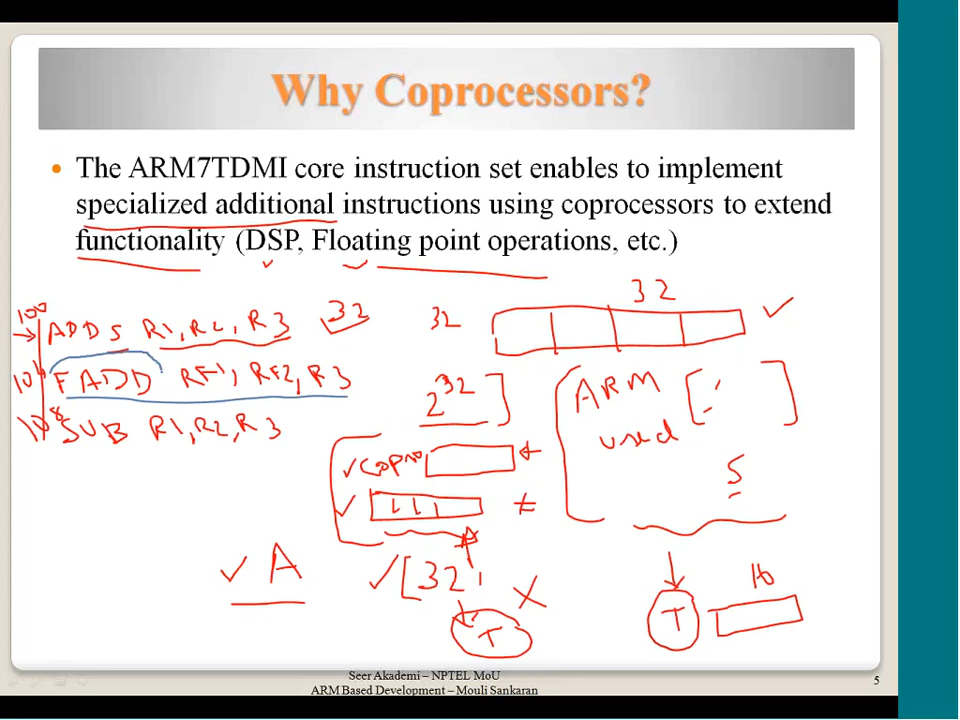 Why Coprocessors?
The ARM7TDMI core instruction set enables to implement
specialized additional instructions using coprocessors to extend
functionality (DSP, Floating point operations, etc.)
32
100
ADDS R1, R2, R3 32
32
FADD RF1, RF2, R3
2^32
ARM
used
108 SUB R1, R2, R3
Copro
S
A
32
T
T
16
Seer Akademi – NPTEL MoU
ARM Based Development – Mouli Sankaran
5